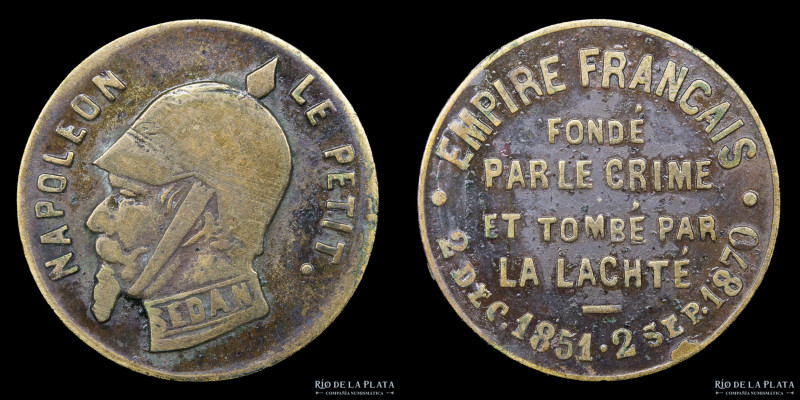 NAPOLEON LE PETIT.
SEDAN
EMPIRE FRANCAIS
FONDÉ
PAR LE CRIME
ET TOMBÉ PAR
LA LACHTÉ
2 DEC. 1851 · 2 SEP. 1870
RÍO DE LA PLATA
COMPAÑÍA NUMISMÁTICA
RÍO DE LA PLATA
COMPAÑÍA NUMISMÁTICA